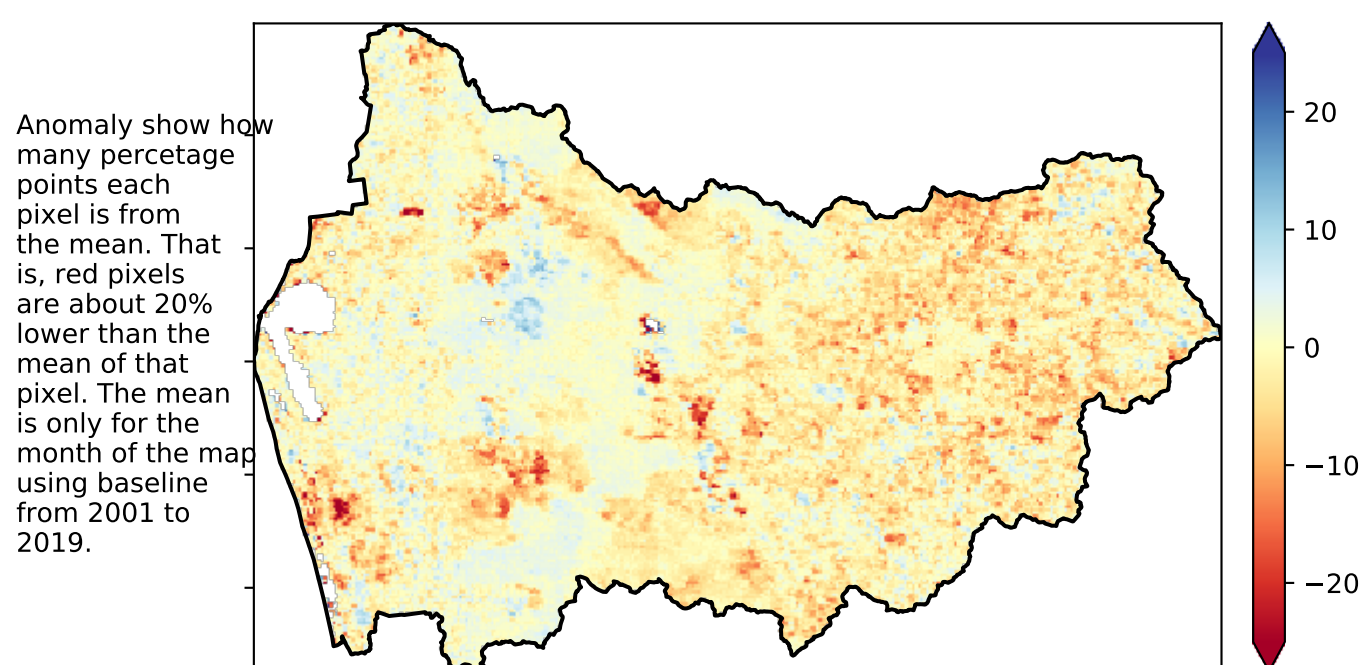 Anomaly show how
many percetage
points each
pixel is from
the mean. That
is, red pixels
are about 20%
lower than the
mean of that
pixel. The mean
is only for the
month of the map
using baseline
from 2001 to
2019.
20
10
0
−10
−20